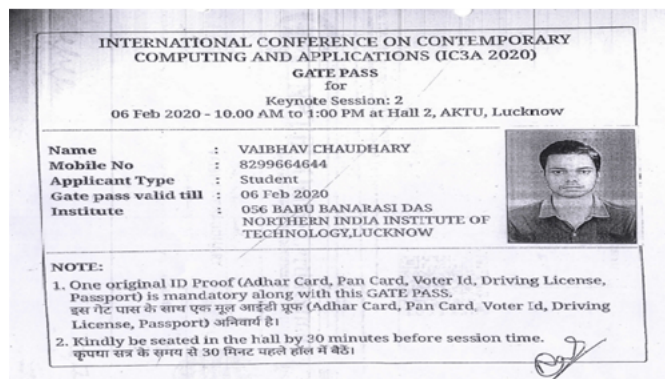 INTERNATIONAL CONFERENCE ON CONTEMPORARY
COMPUTING AND APPLICATIONS (IC3A 2020)
GATE PASS
for
Keynote Session: 2
06 Feb 2020 - 10.00 AM to 1:00 PM at Hall 2, AKTU, Lucknow
Name : VAIBHAV CHAUDHARY
Mobile No : 8299664644
Applicant Type : Student
Gate pass valid till : 06 Feb 2020
Institute : 056 BABU BANARASI DAS
NORTHERN INDIA INSTITUTE OF
TECHNOLOGY,LUCKNOW
NOTE:
1. One original ID Proof (Adhar Card, Pan Card, Voter Id, Driving License,
Passport) is mandatory along with this GATE PASS.
इस गेट पास के साथ एक मूल आईडी प्रूफ (Adhar Card, Pan Card, Voter Id, Driving
License, Passport) अनिवार्य है।
2. Kindly be seated in the hall by 30 minutes before session time.
कृपया सत्र के समय से 30 मिनट पहले हॉल में बैठें।